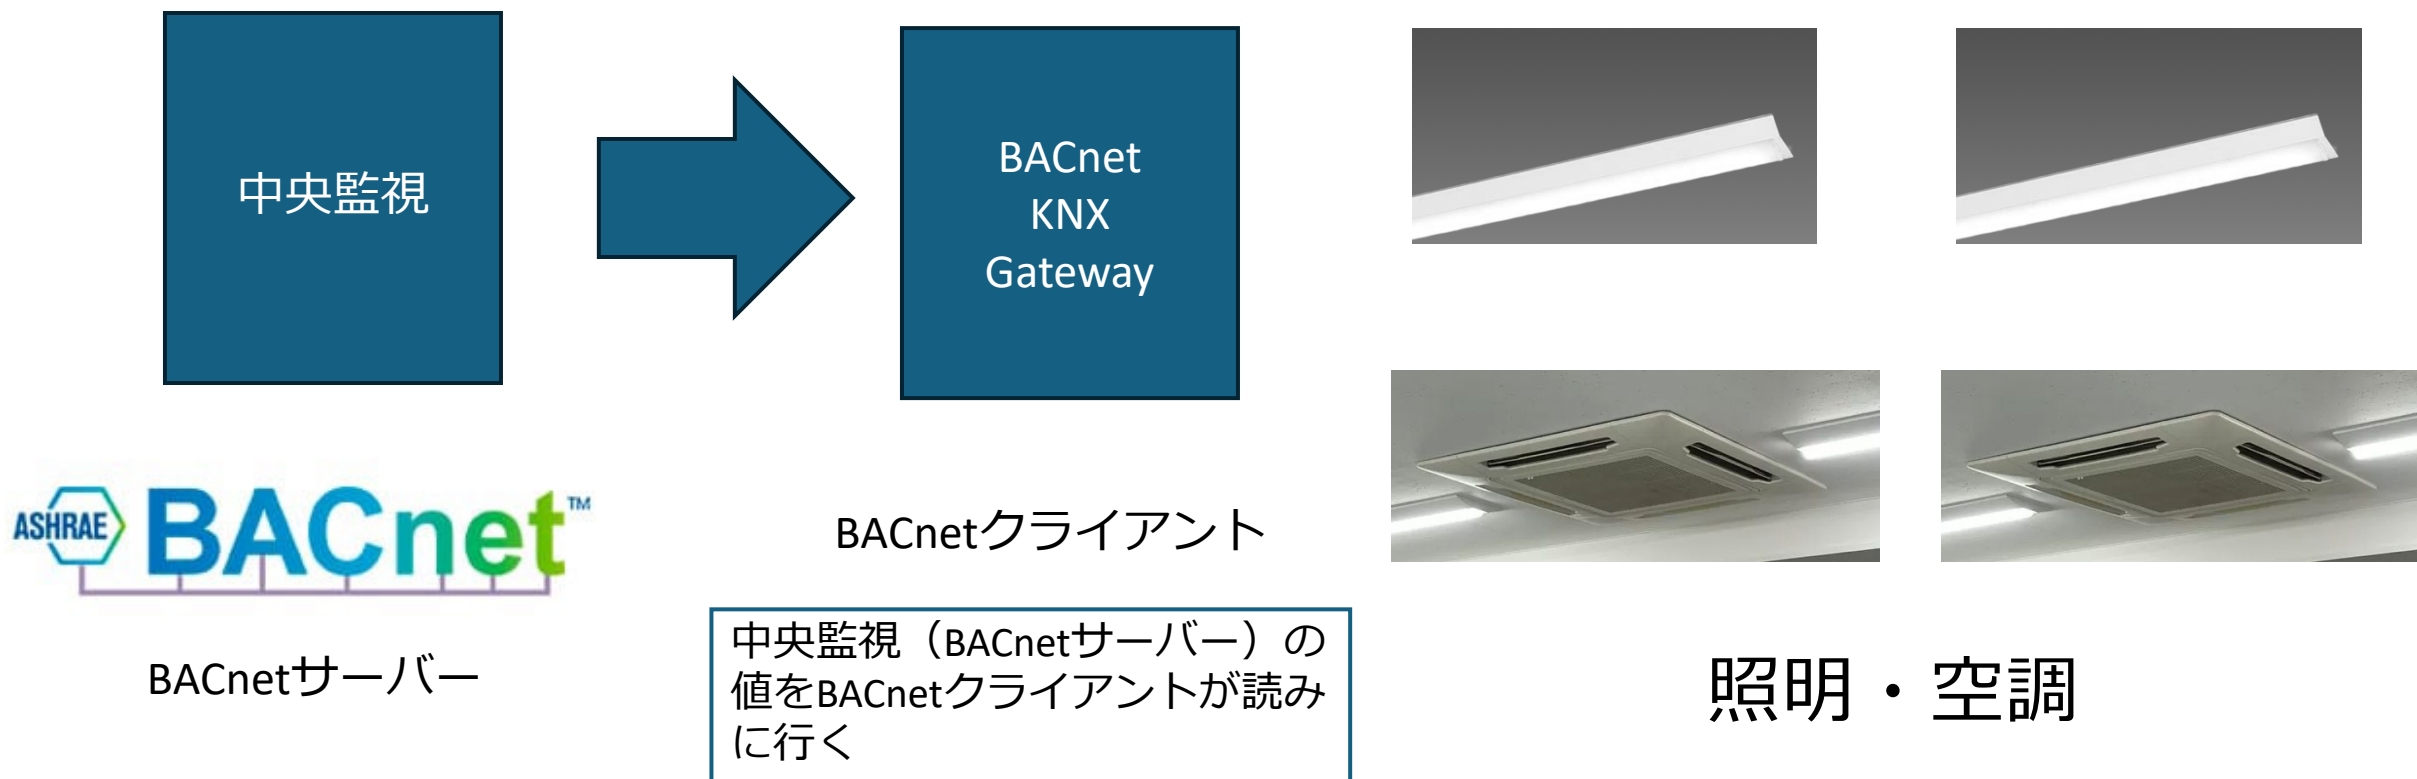 中央監視
BACnet
KNX
Gateway
ASHRAE BACnet™
BACnetサーバー
BACnetクライアント
中央監視（BACnetサーバー）の
値をBACnetクライアントが読み
に行く
照明・空調